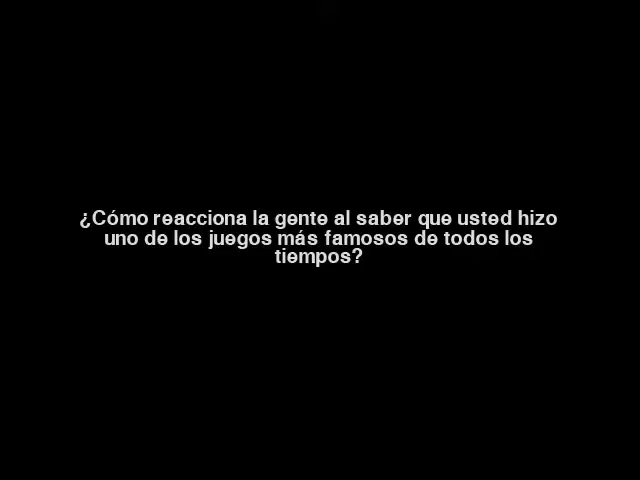 ¿Cómo reacciona la gente al saber que usted hizo
uno de los juegos más famosos de todos los
tiempos?